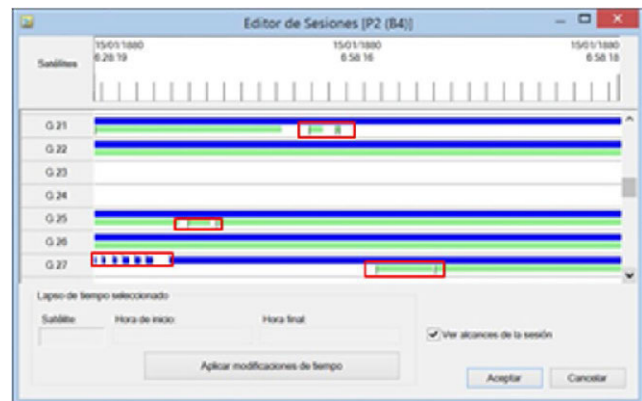 Editor de Sesiones [P2 (B4)]
Satélites
15/01/1880 15/01/1880 15/01/1880
6:28:19 6:58:16 6:58:18
G 21
G 22
G 23
G 24
G 25
G 26
G 27
Lapso de tiempo seleccionado
Satélite: Hora de inicio: Hora final:
Ver alcances de la sesión
Aplicar modificaciones de tiempo
Aceptar Cancelar